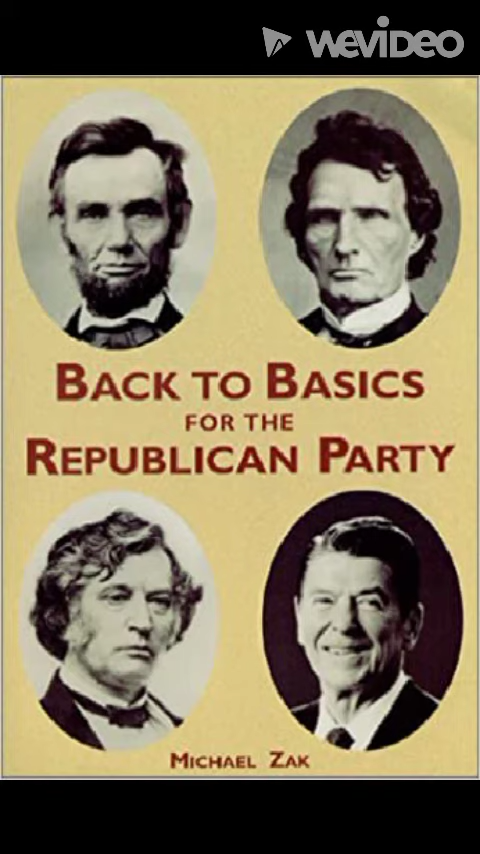 WEVIDEO
BACK TO BASICS
FOR THE
REPUBLICAN PARTY
MICHAEL ZAK